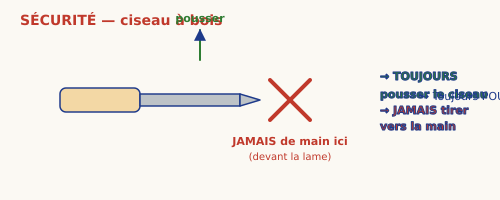 SÉCURITÉ — ciseau à bois
pousser
→ TOUJOURS
pousser le ciseau
→ JAMAIS tirer
vers la main
JAMAIS de main ici
(devant la lame)